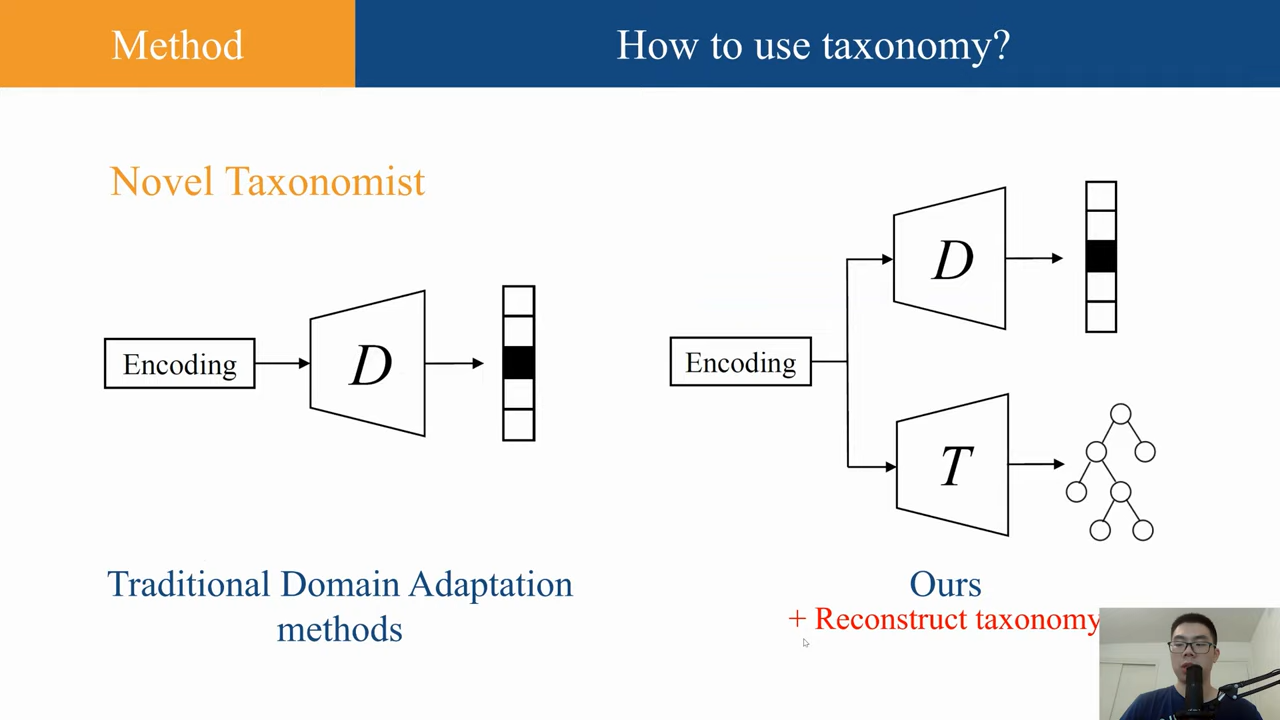 Method
How to use taxonomy?
Novel Taxonomist
Encoding
D
Traditional Domain Adaptation
methods
Encoding
D
T
Ours
+ Reconstruct taxonomy